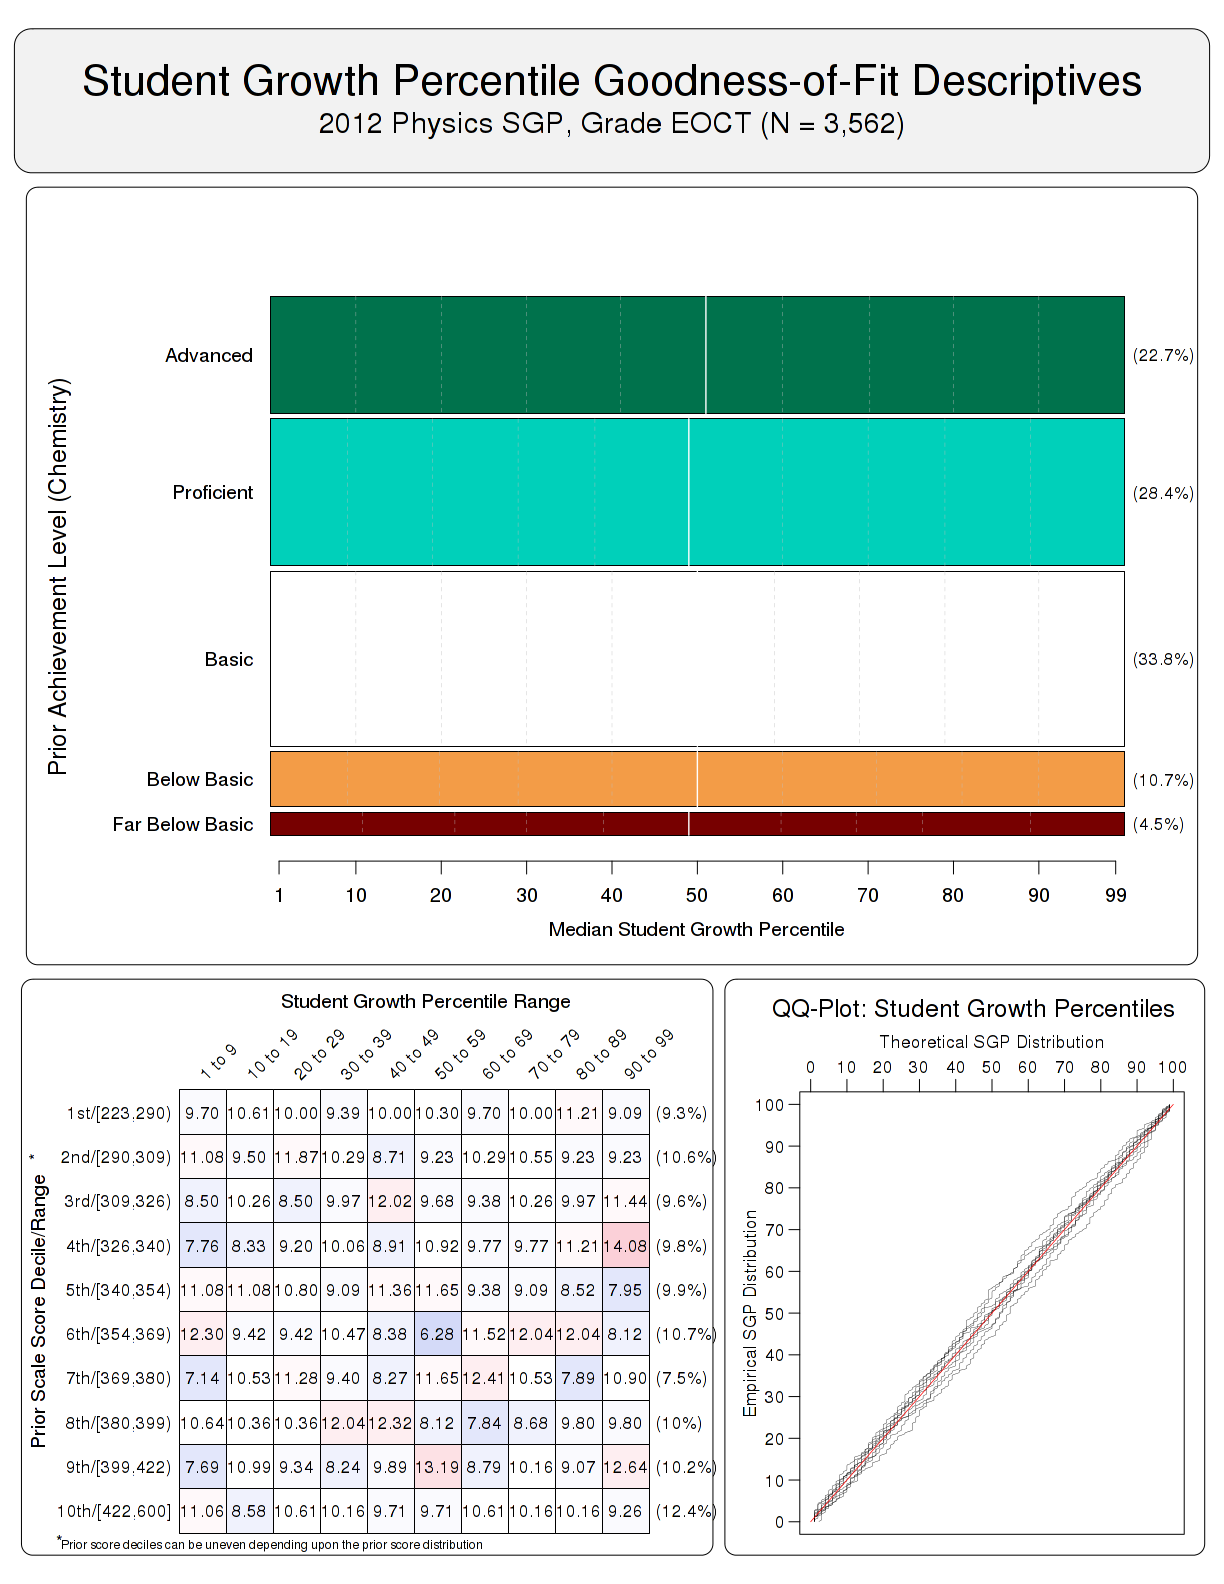 Student Growth Percentile Goodness-of-Fit Descriptives
2012 Physics SGP, Grade EOCT (N = 3,562)
Prior Achievement Level (Chemistry)
Advanced (22.7%)
Proficient (28.4%)
Basic (33.8%)
Below Basic (10.7%)
Far Below Basic (4.5%)
1 10 20 30 40 50 60 70 80 90 99
Median Student Growth Percentile
Student Growth Percentile Range
1 to 9 10 to 19 20 to 29 30 to 39 40 to 49 50 to 59 60 to 69 70 to 79 80 to 89 90 to 99
Prior Scale Score Decile/Range *
1st/[223,290) 9.70 10.61 10.00 9.39 10.00 10.30 9.70 10.00 11.21 9.09 (9.3%)
2nd/[290,309) 11.08 9.50 11.87 10.29 8.71 9.23 10.29 10.55 9.23 9.23 (10.6%)
3rd/[309,326) 8.50 10.26 8.50 9.97 12.02 9.68 9.38 10.26 9.97 11.44 (9.6%)
4th/[326,340) 7.76 8.33 9.20 10.06 8.91 10.92 9.77 9.77 11.21 14.08 (9.8%)
5th/[340,354) 11.08 11.08 10.80 9.09 11.36 11.65 9.38 9.09 8.52 7.95 (9.9%)
6th/[354,369) 12.30 9.42 9.42 10.47 8.38 6.28 11.52 12.04 12.04 8.12 (10.7%)
7th/[369,380) 7.14 10.53 11.28 9.40 8.27 11.65 12.41 10.53 7.89 10.90 (7.5%)
8th/[380,399) 10.64 10.36 10.36 12.04 12.32 8.12 7.84 8.68 9.80 9.80 (10%)
9th/[399,422) 7.69 10.99 9.34 8.24 9.89 13.19 8.79 10.16 9.07 12.64 (10.2%)
10th/[422,600] 11.06 8.58 10.61 10.16 9.71 9.71 10.61 10.16 10.16 9.26 (12.4%)
*Prior score deciles can be uneven depending upon the prior score distribution
QQ-Plot: Student Growth Percentiles
Theoretical SGP Distribution
0 10 20 30 40 50 60 70 80 90 100
Empirical SGP Distribution
100
90
80
70
60
50
40
30
20
10
0